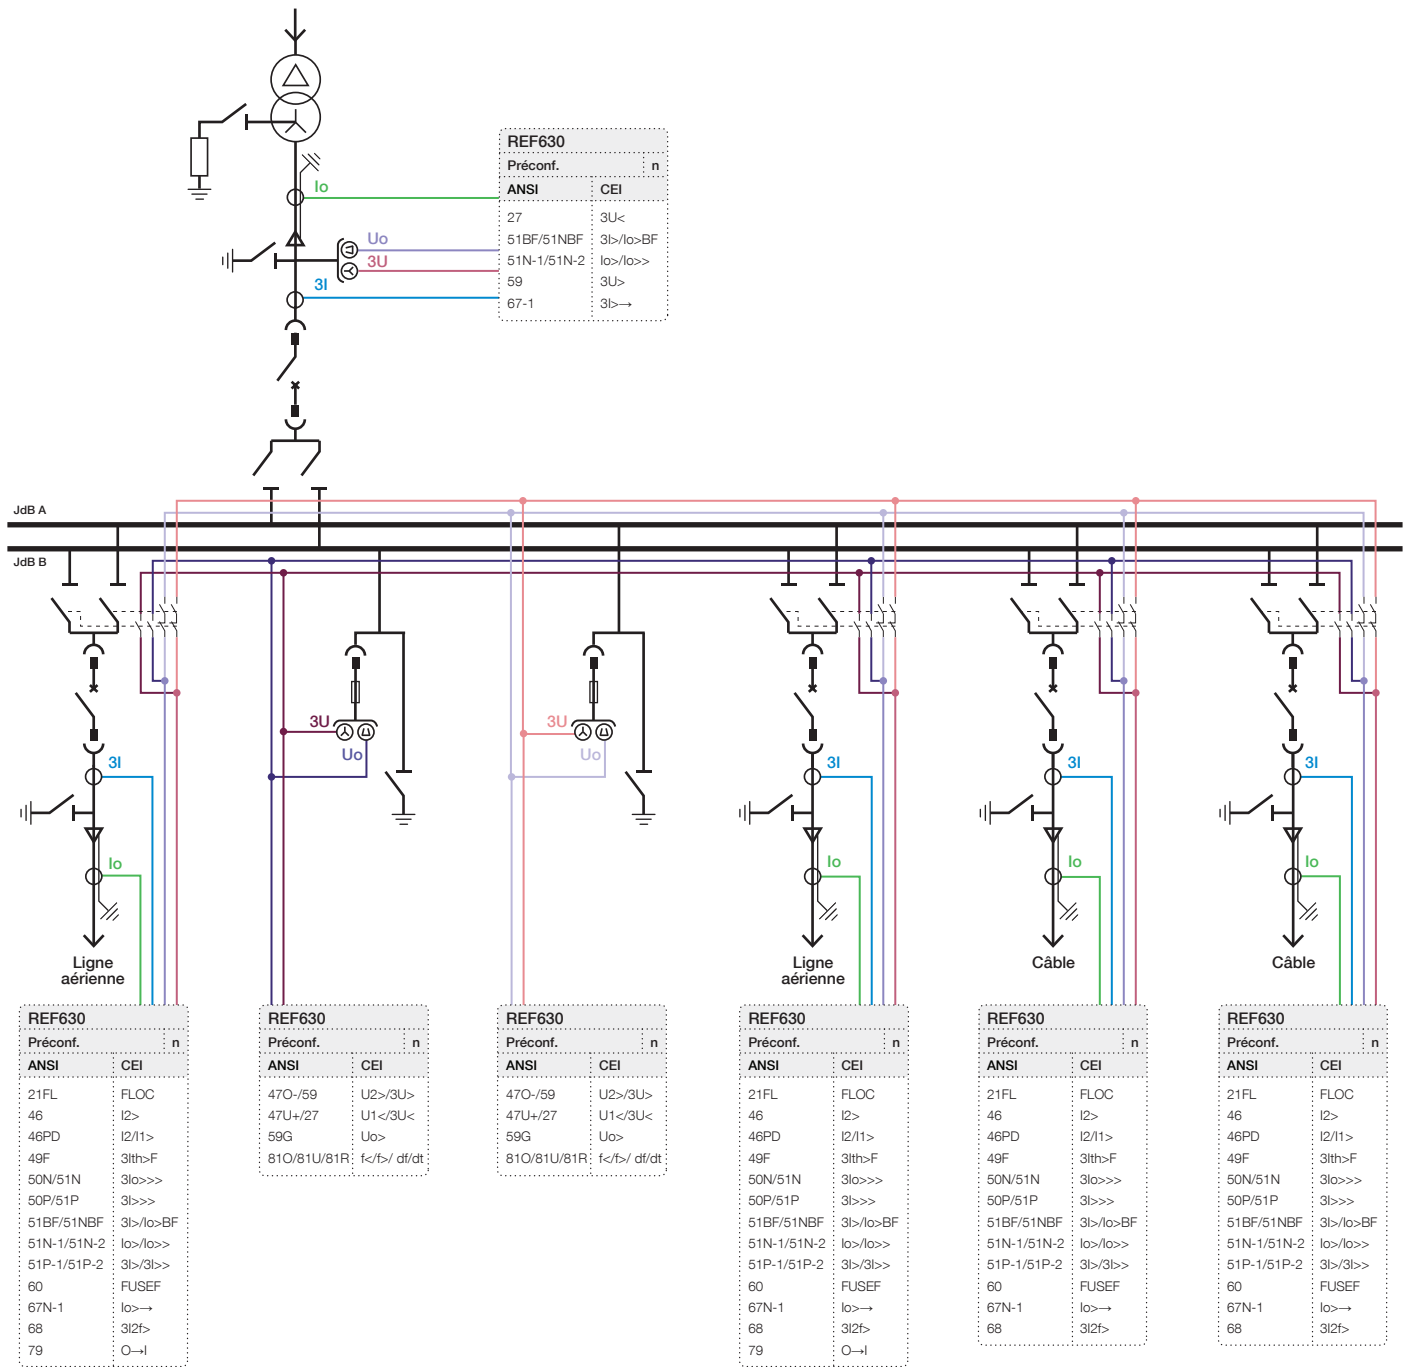 REF630
Préconf. n
ANSI CEI
27 3U<
51BF/51NBF 3I>/Io>BF
51N-1/51N-2 Io>/Io>>
59 3U>
67-1 3I>→
Io
Uo
3U
3I
JdB A
JdB B
3U
Uo
3U
Uo
3I
Io
Ligne
aérienne
3I
Io
Ligne
aérienne
3I
Io
Câble
3I
Io
Câble
REF630
Préconf. n
ANSI CEI
21FL FLOC
46 I2>
46PD I2/I1>
49F 3Ith>F
50N/51N 3Io>>>
50P/51P 3I>>>
51BF/51NBF 3I>/Io>BF
51N-1/51N-2 Io>/Io>>
51P-1/51P-2 3I>/3I>>
60 FUSEF
67N-1 Io>→
68 3I2f>
79 O→I
REF630
Préconf. n
ANSI CEI
47O-/59 U2>/3U>
47U+/27 U1</3U<
59G Uo>
81O/81U/81R f</f>/ df/dt
REF630
Préconf. n
ANSI CEI
47O-/59 U2>/3U>
47U+/27 U1</3U<
59G Uo>
81O/81U/81R f</f>/ df/dt
REF630
Préconf. n
ANSI CEI
21FL FLOC
46 I2>
46PD I2/I1>
49F 3Ith>F
50N/51N 3Io>>>
50P/51P 3I>>>
51BF/51NBF 3I>/Io>BF
51N-1/51N-2 Io>/Io>>
51P-1/51P-2 3I>/3I>>
60 FUSEF
67N-1 Io>→
68 3I2f>
79 O→I
REF630
Préconf. n
ANSI CEI
21FL FLOC
46 I2>
46PD I2/I1>
49F 3Ith>F
50N/51N 3Io>>>
50P/51P 3I>>>
51BF/51NBF 3I>/Io>BF
51N-1/51N-2 Io>/Io>>
51P-1/51P-2 3I>/3I>>
60 FUSEF
67N-1 Io>→
68 3I2f>
REF630
Préconf. n
ANSI CEI
21FL FLOC
46 I2>
46PD I2/I1>
49F 3Ith>F
50N/51N 3Io>>>
50P/51P 3I>>>
51BF/51NBF 3I>/Io>BF
51N-1/51N-2 Io>/Io>>
51P-1/51P-2 3I>/3I>>
60 FUSEF
67N-1 Io>→
68 3I2f>